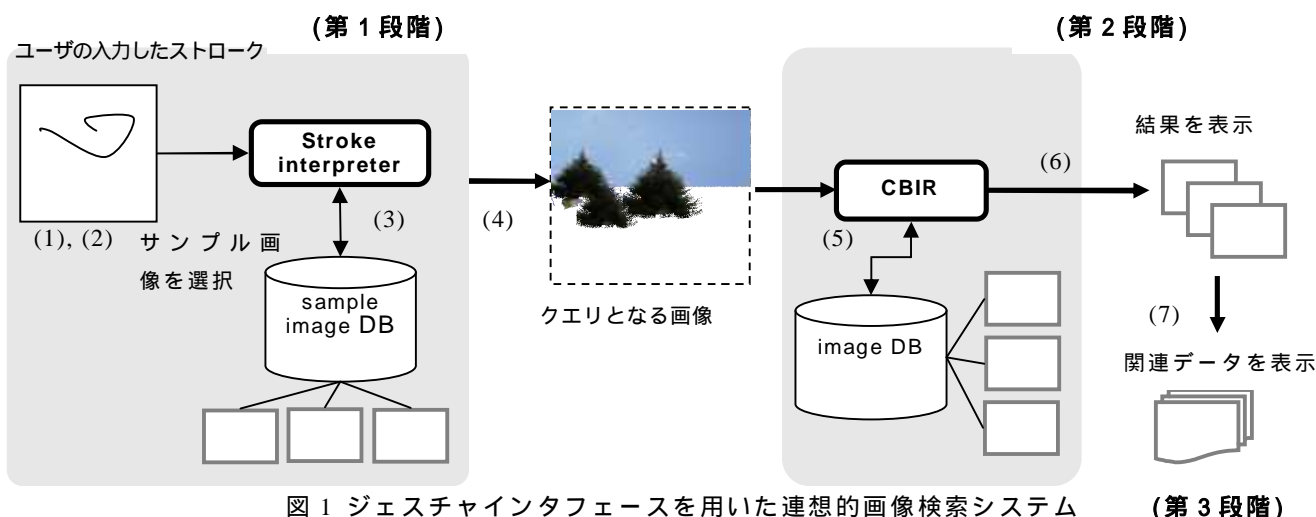 (第1段階)
(第2段階)
ユーザの入力したストローク
Stroke
interpreter
(1), (2)
サンプル画
像を選択
(3)
sample
image DB
(4)
クエリとなる画像
CBIR
(5)
image DB
(6)
結果を表示
(7)
関連データを表示
図1 ジェスチャインタフェースを用いた連想的画像検索システム
(第3段階)